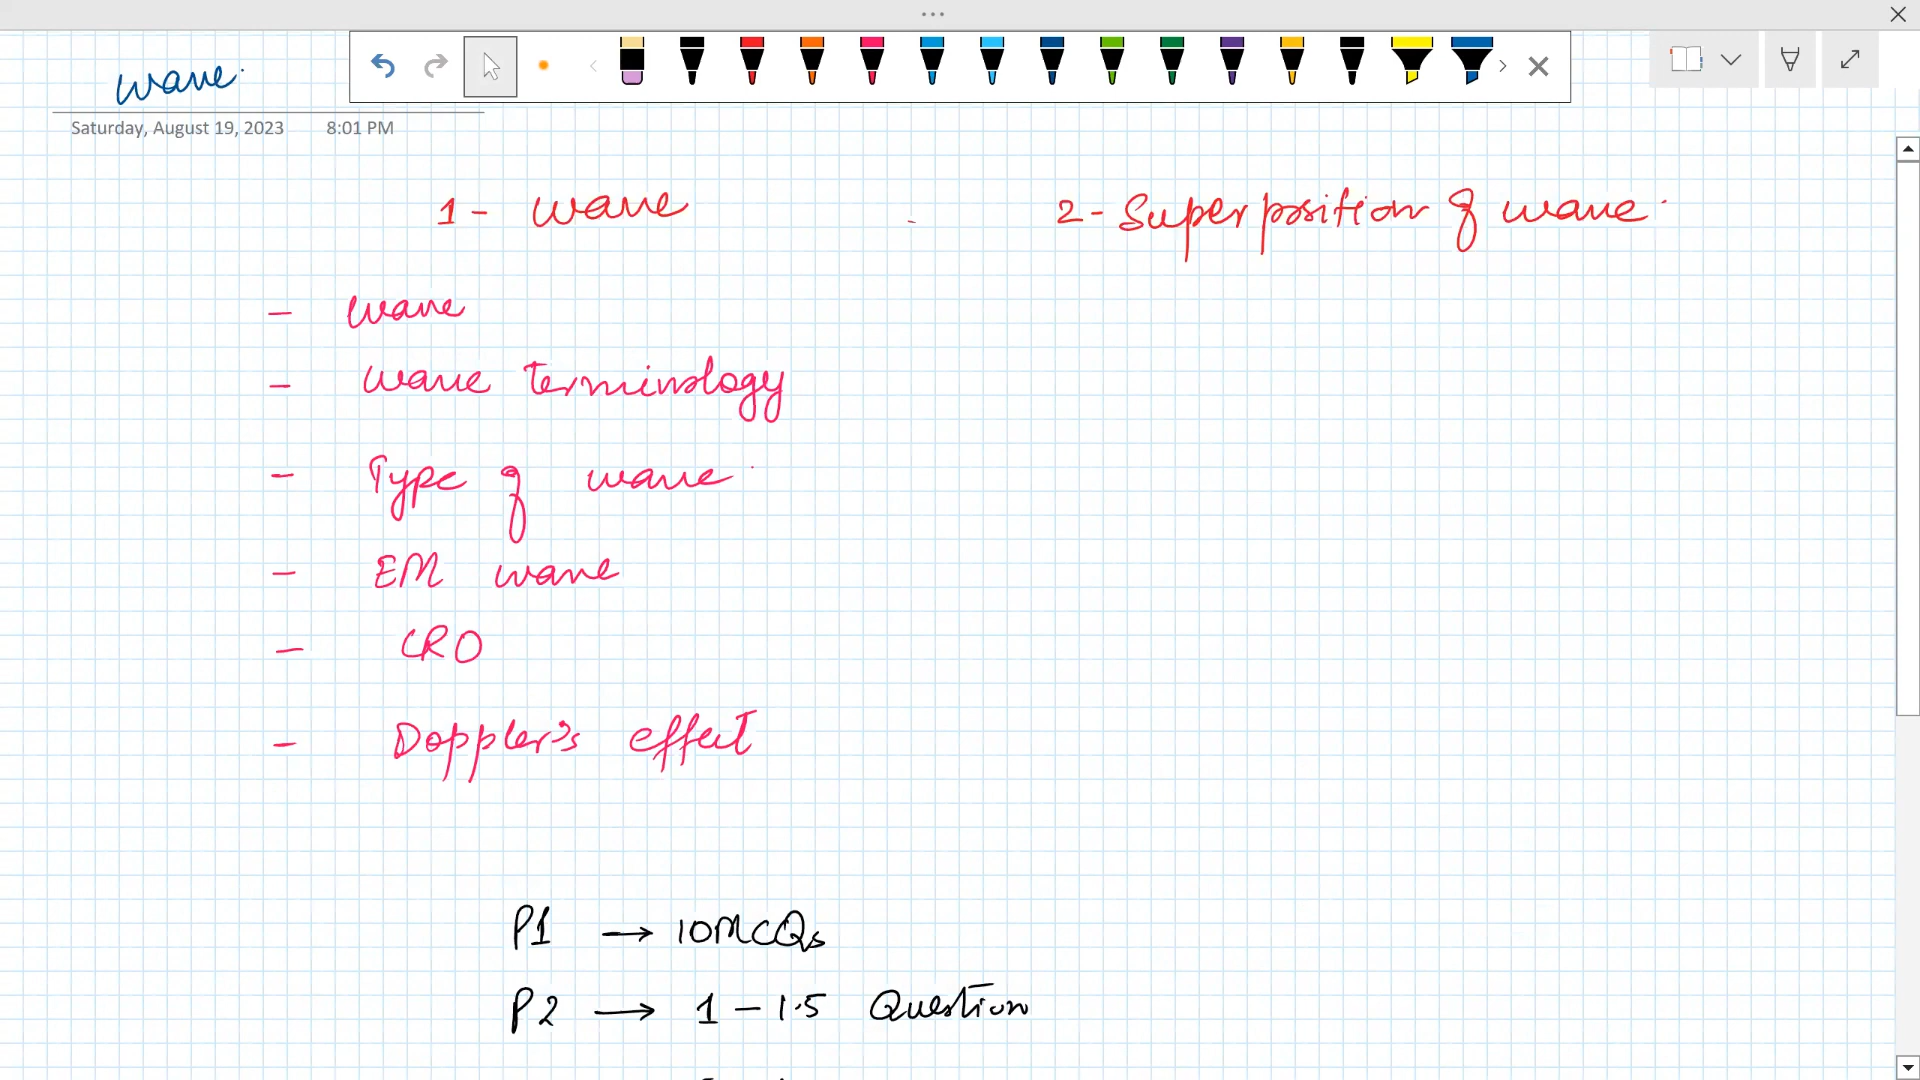 wave
Saturday, August 19, 2023 8:01 PM
1- wave
2- Superposition of wave
- wave
- wave terminology
- Type of wave
- EM wave
- CRO
- Doppler's effect
P1 → 10MCQs
P2 → 1 - 1.5 Question